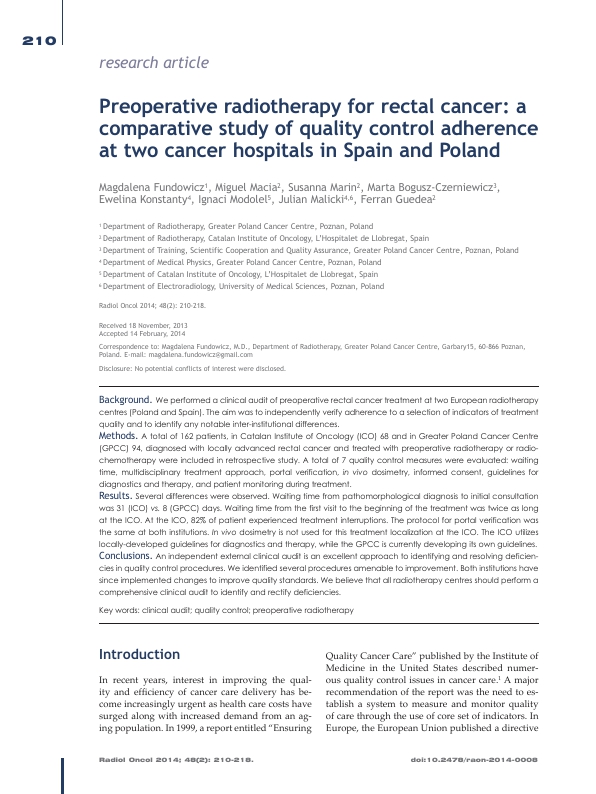 210
research article
Preoperative radiotherapy for rectal cancer: a
comparative study of quality control adherence
at two cancer hospitals in Spain and Poland
Magdalena Fundowicz1, Miguel Macia2, Susanna Marin2, Marta Bogusz-Czerniewicz3,
Ewelina Konstanty4, Ignaci Modolel5, Julian Malicki4,6, Ferran Guedea2
1 Department of Radiotherapy, Greater Poland Cancer Centre, Poznan, Poland
2 Department of Radiotherapy, Catalan Institute of Oncology, L'Hospitalet de Llobregat, Spain
3 Department of Training, Scientific Cooperation and Quality Assurance, Greater Poland Cancer Centre, Poznan, Poland
4 Department of Medical Physics, Greater Poland Cancer Centre, Poznan, Poland
5 Department of Catalan Institute of Oncology, L'Hospitalet de Llobregat, Spain
6 Department of Electroradiology, University of Medical Sciences, Poznan, Poland
Radiol Oncol 2014; 48(2): 210-218.
Received 18 November, 2013
Accepted 14 February, 2014
Correspondence to: Magdalena Fundowicz, M.D., Department of Radiotherapy, Greater Poland Cancer Centre, Garbary15, 60-866 Poznan,
Poland. E-mail: magdalena.fundowicz@gmail.com
Disclosure: No potential conflicts of interest were disclosed.
Background. We performed a clinical audit of preoperative rectal cancer treatment at two European radiotherapy
centres (Poland and Spain). The aim was to independently verify adherence to a selection of indicators of treatment
quality and to identify any notable inter-institutional differences.
Methods. A total of 162 patients, in Catalan Institute of Oncology (ICO) 68 and in Greater Poland Cancer Centre
(GPCC) 94, diagnosed with locally advanced rectal cancer and treated with preoperative radiotherapy or radio-
chemotherapy were included in retrospective study. A total of 7 quality control measures were evaluated: waiting
time, multidisciplinary treatment approach, portal verification, in vivo dosimetry, informed consent, guidelines for
diagnostics and therapy, and patient monitoring during treatment.
Results. Several differences were observed. Waiting time from pathomorphological diagnosis to initial consultation
was 31 (ICO) vs. 8 (GPCC) days. Waiting time from the first visit to the beginning of the treatment was twice as long
at the ICO. At the ICO, 82% of patient experienced treatment interruptions. The protocol for portal verification was
the same at both institutions. In vivo dosimetry is not used for this treatment localization at the ICO. The ICO utilizes
locally-developed guidelines for diagnostics and therapy, while the GPCC is currently developing its own guidelines.
Conclusions. An independent external clinical audit is an excellent approach to identifying and resolving deficien-
cies in quality control procedures. We identified several procedures amenable to improvement. Both institutions have
since implemented changes to improve quality standards. We believe that all radiotherapy centres should perform a
comprehensive clinical audit to identify and rectify deficiencies.
Key words: clinical audit; quality control; preoperative radiotherapy
Introduction
In recent years, interest in improving the qual-
ity and efficiency of cancer care delivery has be-
come increasingly urgent as health care costs have
surged along with increased demand from an ag-
ing population. In 1999, a report entitled "Ensuring
Quality Cancer Care" published by the Institute of
Medicine in the United States described numer-
ous quality control issues in cancer care.1 A major
recommendation of the report was the need to es-
tablish a system to measure and monitor quality
of care through the use of core set of indicators. In
Europe, the European Union published a directive
Radiol Oncol 2014; 48(2): 210-218.
doi:10.2478/raon-2014-0008